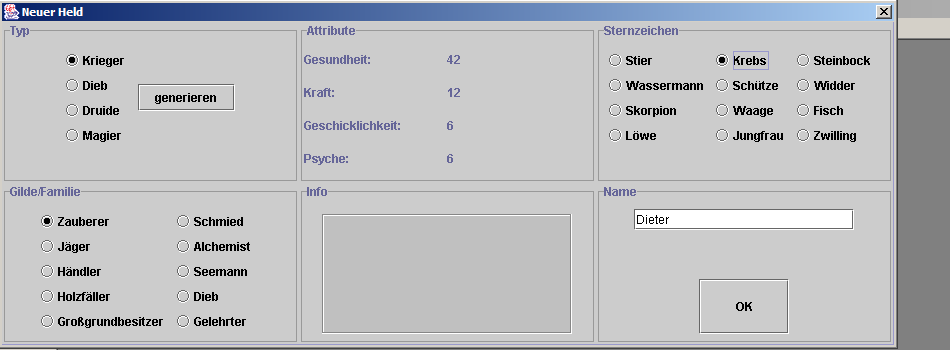 Neuer Held
Typ
Krieger
Dieb
Druide
Magier
generieren
Attribute
Gesundheit: 42
Kraft: 12
Geschicklichkeit: 6
Psyche: 6
Sternzeichen
Stier Krebs Steinbock
Wassermann Schütze Widder
Skorpion Waage Fisch
Löwe Jungfrau Zwilling
Gilde/Familie
Zauberer Schmied
Jäger Alchemist
Händler Seemann
Holzfäller Dieb
Großgrundbesitzer Gelehrter
Info
Name
Dieter
OK